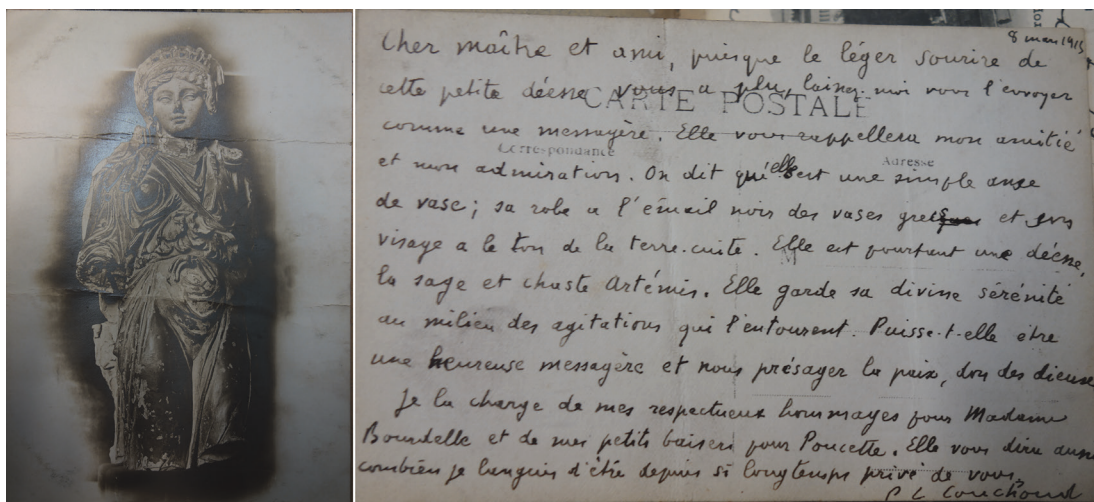 8 mars 1915
Cher maître et ami, puisque le léger sourire de
cette petite déesse vous a plu, laissez-moi vous l'envoyer
CARTE POSTALE
comme une messagère. Elle vous rappellera mon amitié
Correspondance
Adresse
et mon admiration. On dit qu'elle est une simple anse
de vase ; sa robe a l'émail noir des vases grecs et son
visage a le ton de la terre-cuite. Elle est pourtant une déesse,
M
la sage et chaste Artémis. Elle garde sa divine sérénité
au milieu des agitations qui l'entourent. Puisse-t-elle être
une heureuse messagère et nous présager la paix, don des dieux
Je la charge de mes respectueux hommages pour Madame
Bourdelle et de mes petits baisers pour Poucette. Elle vous dira aussi
combien je languis d'être depuis si longtemps privé de vous.
P L Couchoud